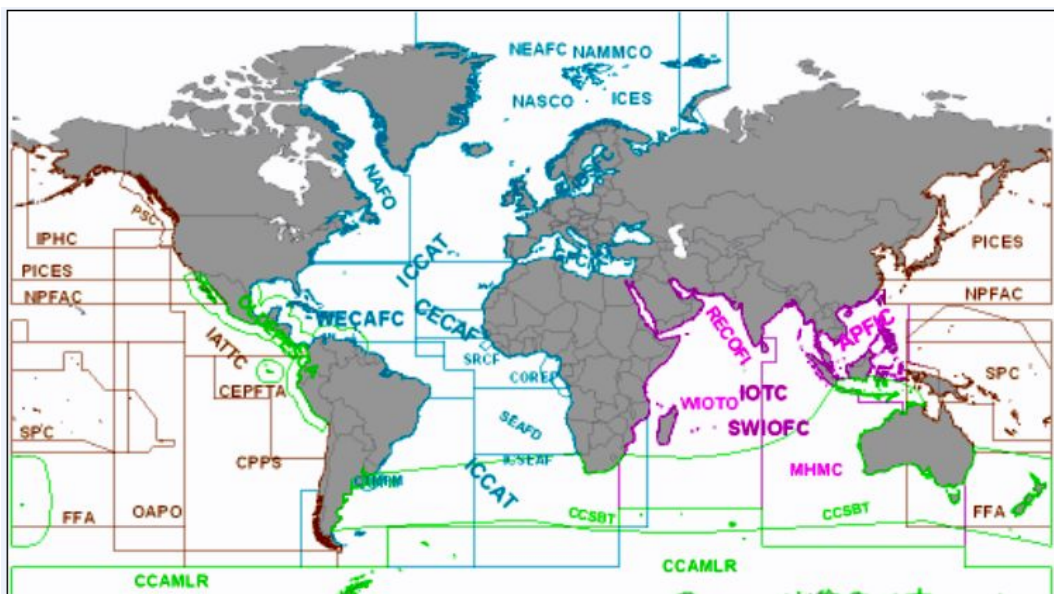 NEAFC NAMMCO
NASCO ICES
NAFO
PSC
IPHC
PICES
PICES
NPFAC
NPFAC
ICCAT
WECAFC
CECAF
RECOFI
APFIC
IATTC
SRCF
COREP
SPC
CEPFTA
WIOTO
IOTC
SEAFO
SWIOFC
SPC
CPPS
ICSEAF
ICCAT
MHMC
FFA
OAPO
CCSBT
CCSBT
FFA
CCAMLR
CCAMLR